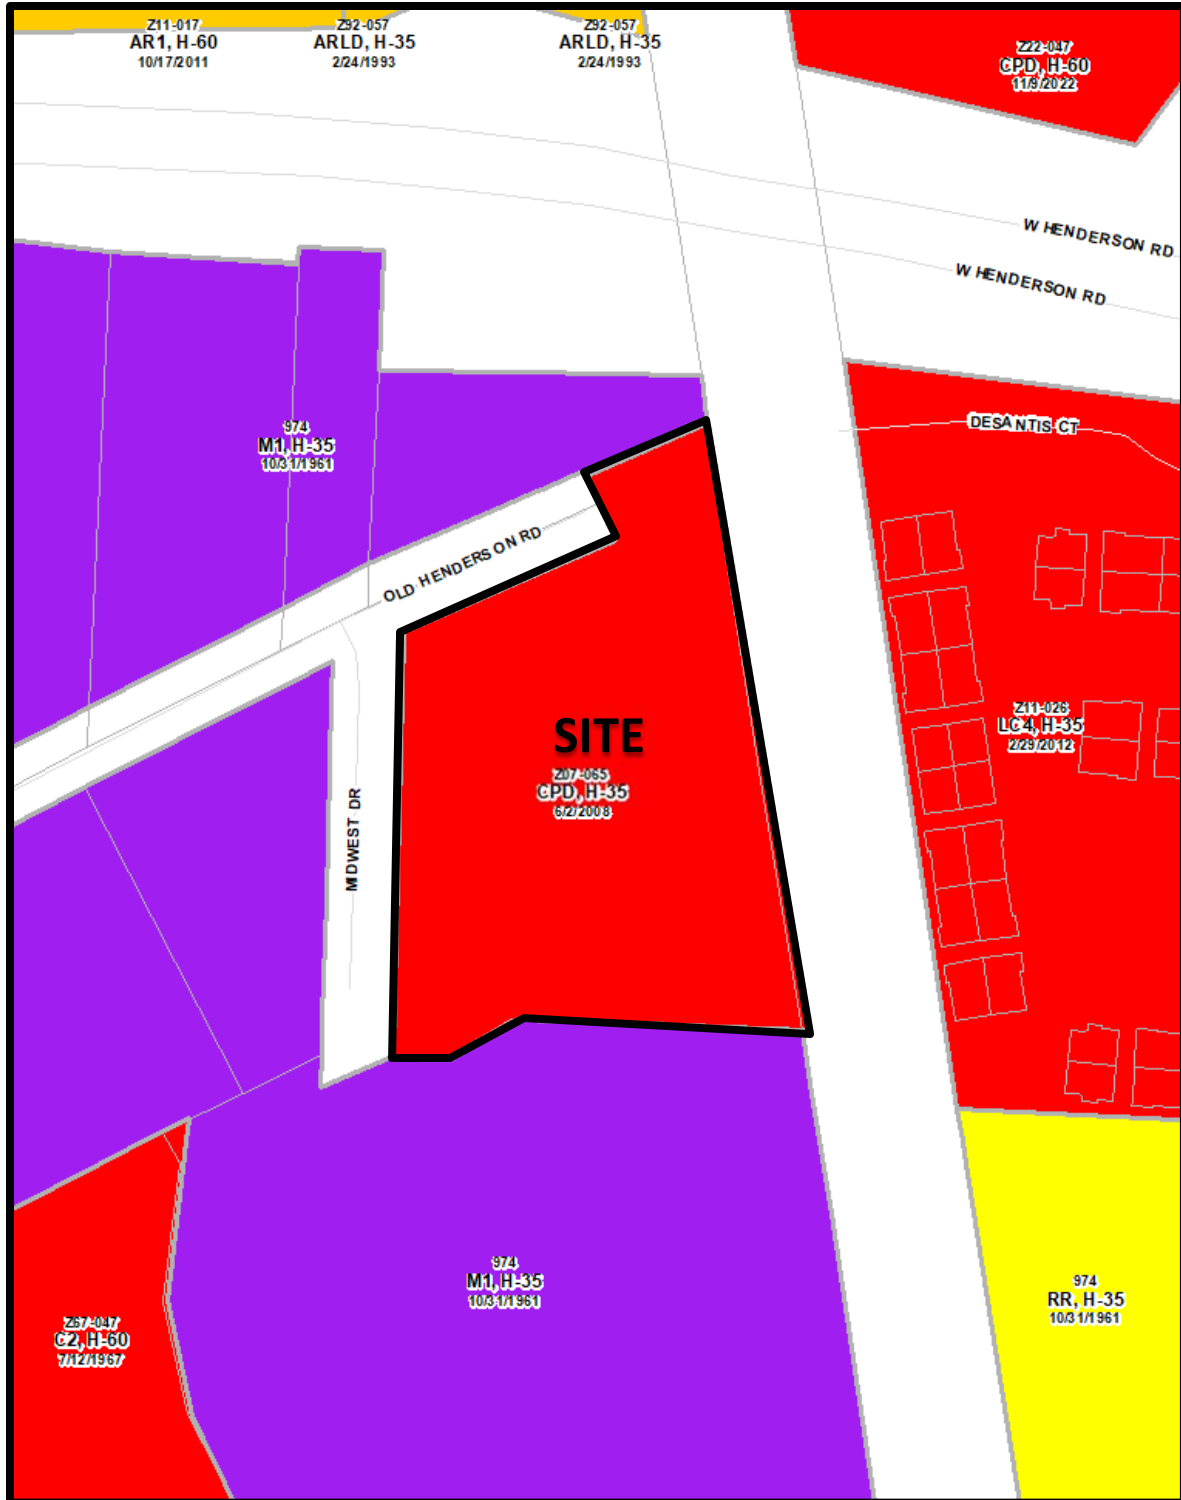 Z11-017
AR1, H-60
10/17/2011
Z92-057
ARLD, H-35
2/24/1993
Z92-057
ARLD, H-35
2/24/1993
Z22-047
CPD, H-60
11/9/2022
W HENDERSON RD
W HENDERSON RD
974
M1, H-35
10/31/1961
DESANTIS CT
OLD HENDERSON RD
SITE
Z07-065
CPD, H-35
6/2/2008
Z11-026
LC4, H-35
2/29/2012
MIDWEST DR
974
M1, H-35
10/31/1961
974
RR, H-35
10/31/1961
Z67-047
C2, H-60
7/12/1967